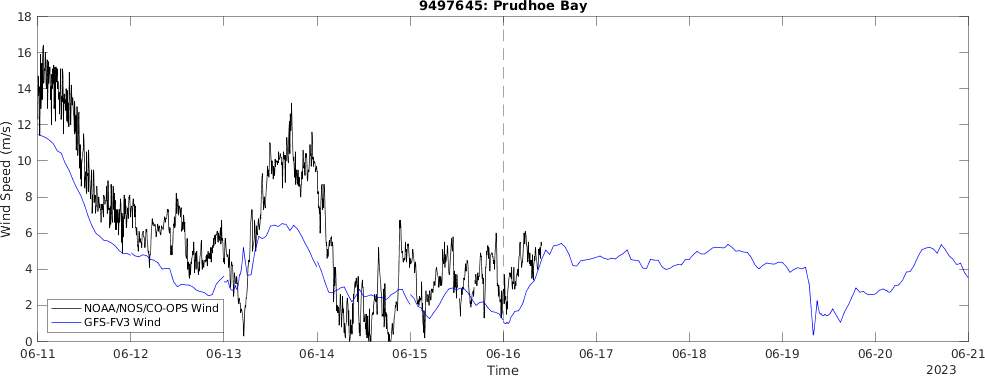 9497645: Prudhoe Bay
18
16
14
12
10
8
6
4
2
0
Wind Speed (m/s)
NOAA/NOS/CO-OPS Wind
GFS-FV3 Wind
06-11 06-12 06-13 06-14 06-15 06-16 06-17 06-18 06-19 06-20 06-21
Time
2023